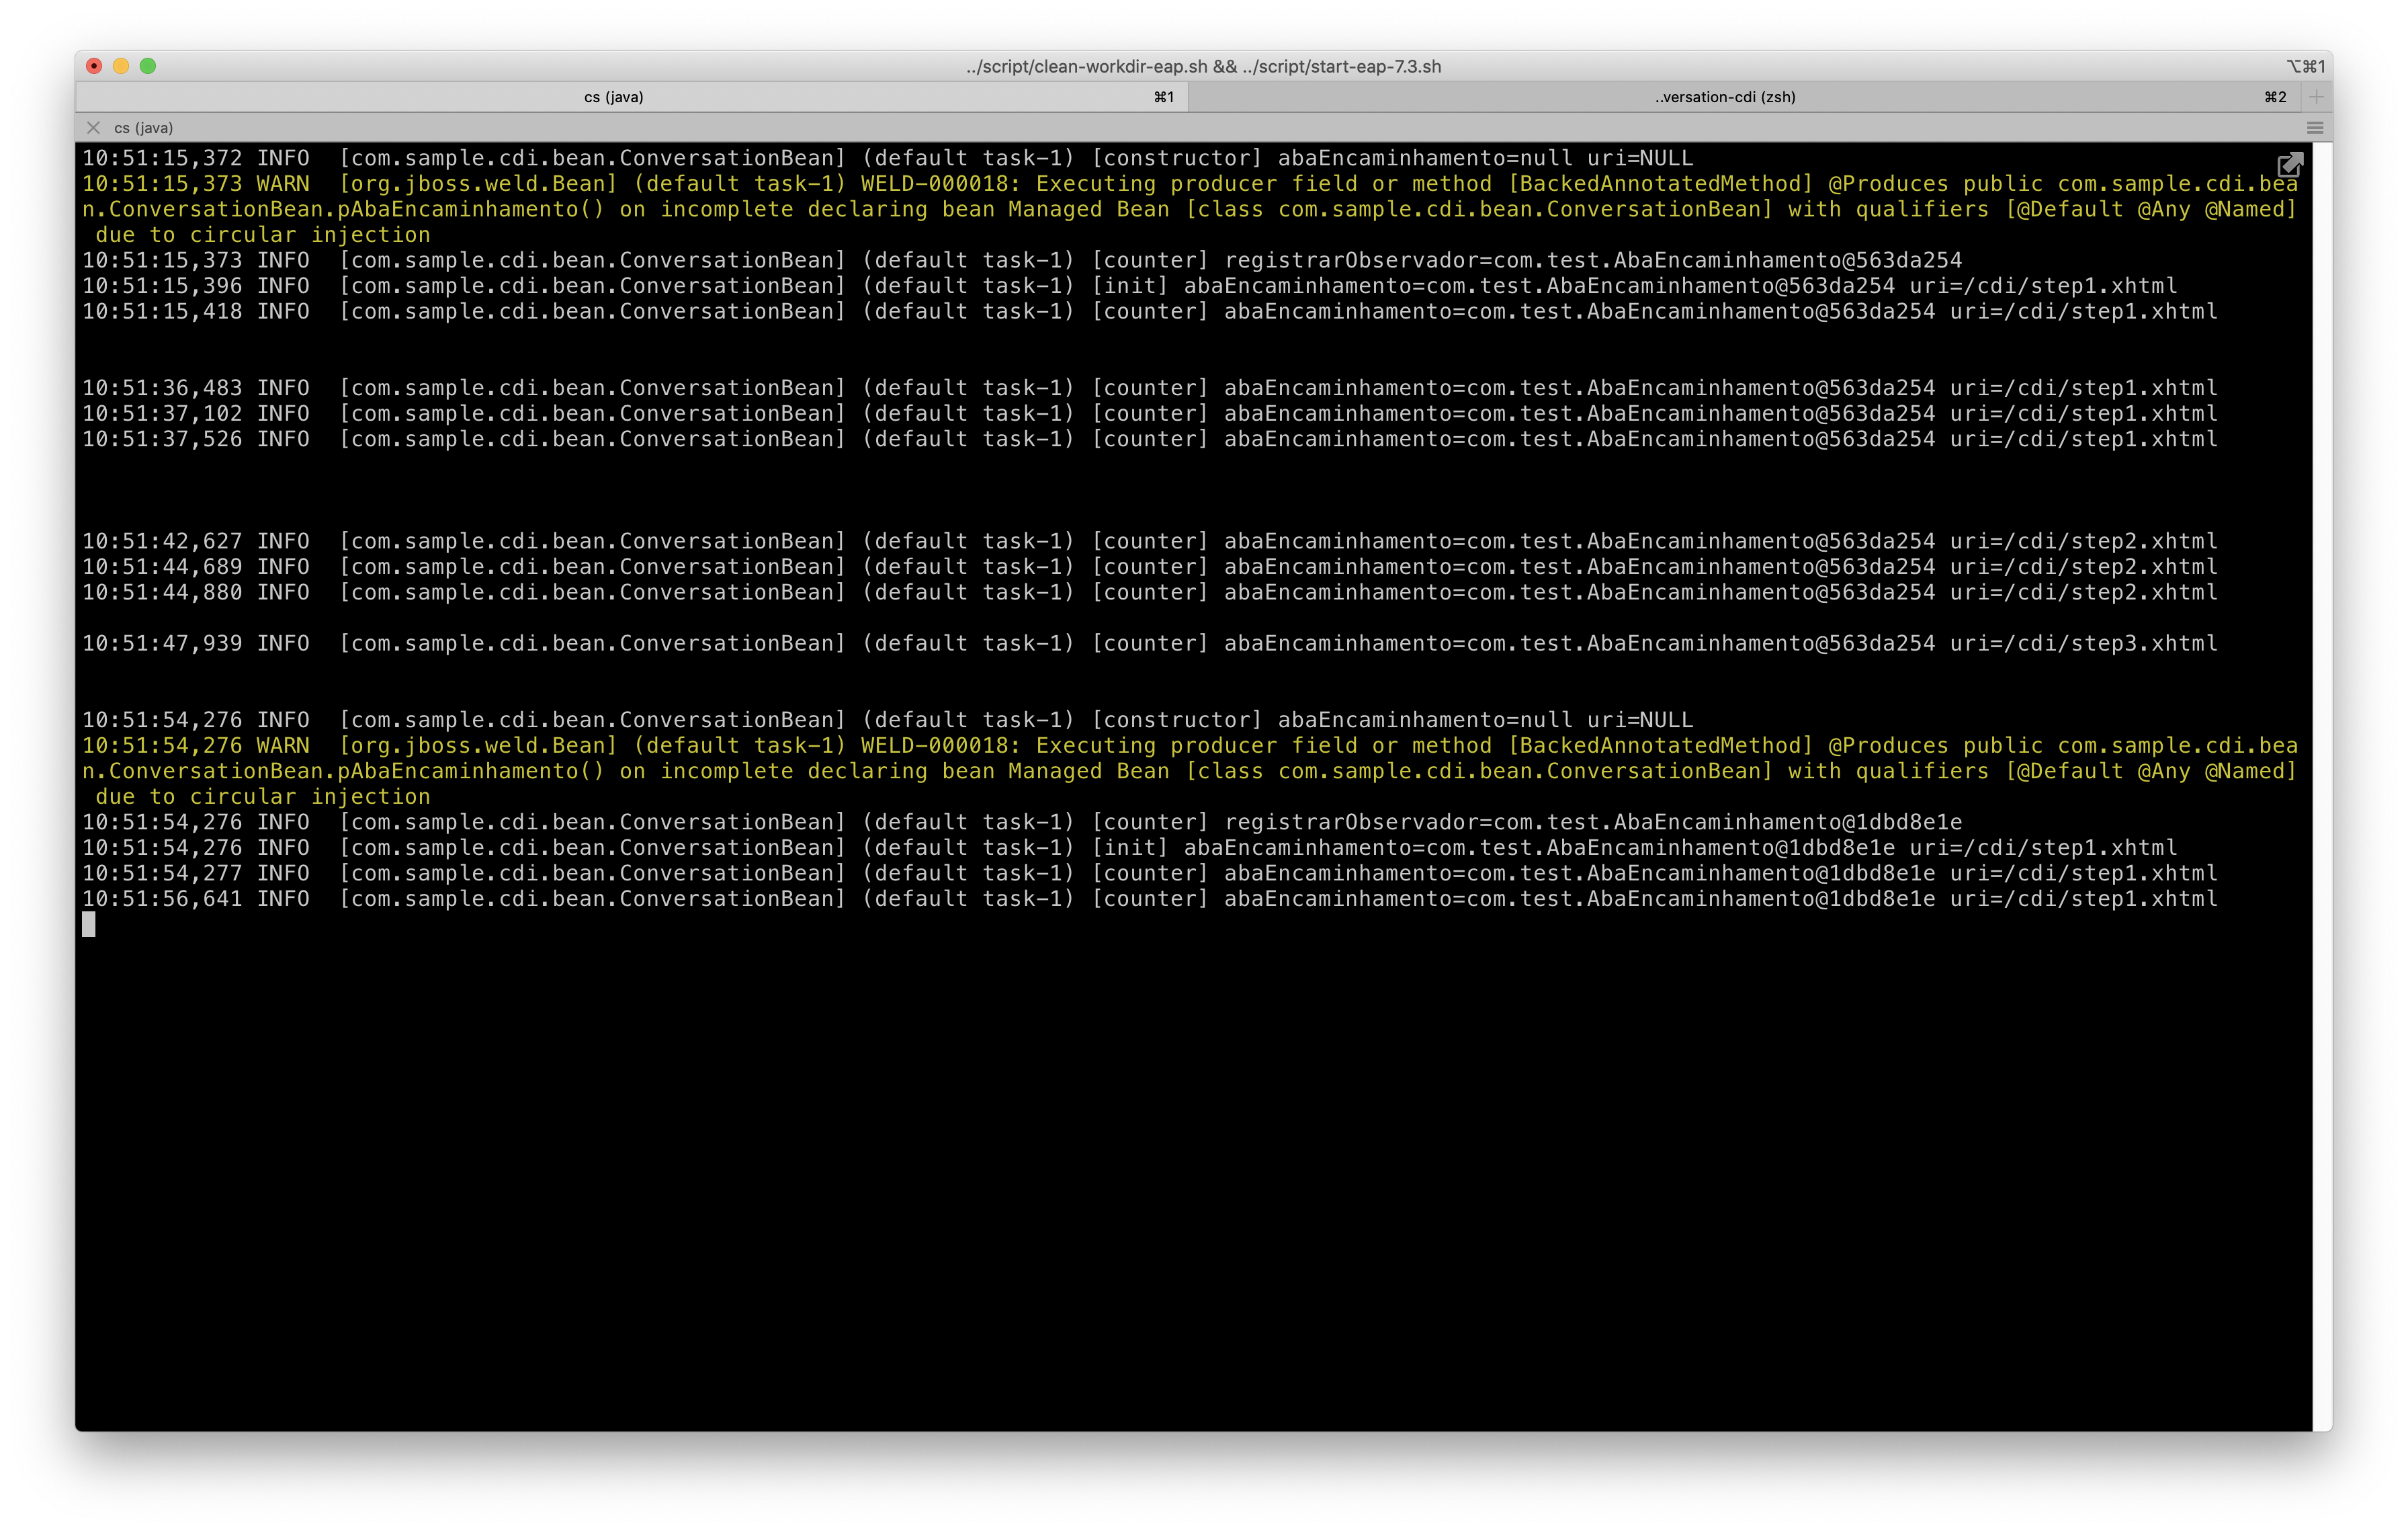 ../script/clean-workdir-eap.sh && ../script/start-eap-7.3.sh ⌥⌘1
cs (java) ⌘1 ..versation-cdi (zsh) ⌘2
cs (java)
10:51:15,372 INFO  [com.sample.cdi.bean.ConversationBean] (default task-1) [constructor] abaEncaminhamento=null uri=NULL
10:51:15,373 WARN  [org.jboss.weld.Bean] (default task-1) WELD-000018: Executing producer field or method [BackedAnnotatedMethod] @Produces public com.sample.cdi.bea
n.ConversationBean.pAbaEncaminhamento() on incomplete declaring bean Managed Bean [class com.sample.cdi.bean.ConversationBean] with qualifiers [@Default @Any @Named]
 due to circular injection
10:51:15,373 INFO  [com.sample.cdi.bean.ConversationBean] (default task-1) [counter] registrarObservador=com.test.AbaEncaminhamento@563da254
10:51:15,396 INFO  [com.sample.cdi.bean.ConversationBean] (default task-1) [init] abaEncaminhamento=com.test.AbaEncaminhamento@563da254 uri=/cdi/step1.xhtml
10:51:15,418 INFO  [com.sample.cdi.bean.ConversationBean] (default task-1) [counter] abaEncaminhamento=com.test.AbaEncaminhamento@563da254 uri=/cdi/step1.xhtml
10:51:36,483 INFO  [com.sample.cdi.bean.ConversationBean] (default task-1) [counter] abaEncaminhamento=com.test.AbaEncaminhamento@563da254 uri=/cdi/step1.xhtml
10:51:37,102 INFO  [com.sample.cdi.bean.ConversationBean] (default task-1) [counter] abaEncaminhamento=com.test.AbaEncaminhamento@563da254 uri=/cdi/step1.xhtml
10:51:37,526 INFO  [com.sample.cdi.bean.ConversationBean] (default task-1) [counter] abaEncaminhamento=com.test.AbaEncaminhamento@563da254 uri=/cdi/step1.xhtml
10:51:42,627 INFO  [com.sample.cdi.bean.ConversationBean] (default task-1) [counter] abaEncaminhamento=com.test.AbaEncaminhamento@563da254 uri=/cdi/step2.xhtml
10:51:44,689 INFO  [com.sample.cdi.bean.ConversationBean] (default task-1) [counter] abaEncaminhamento=com.test.AbaEncaminhamento@563da254 uri=/cdi/step2.xhtml
10:51:44,880 INFO  [com.sample.cdi.bean.ConversationBean] (default task-1) [counter] abaEncaminhamento=com.test.AbaEncaminhamento@563da254 uri=/cdi/step2.xhtml
10:51:47,939 INFO  [com.sample.cdi.bean.ConversationBean] (default task-1) [counter] abaEncaminhamento=com.test.AbaEncaminhamento@563da254 uri=/cdi/step3.xhtml
10:51:54,276 INFO  [com.sample.cdi.bean.ConversationBean] (default task-1) [constructor] abaEncaminhamento=null uri=NULL
10:51:54,276 WARN  [org.jboss.weld.Bean] (default task-1) WELD-000018: Executing producer field or method [BackedAnnotatedMethod] @Produces public com.sample.cdi.bea
n.ConversationBean.pAbaEncaminhamento() on incomplete declaring bean Managed Bean [class com.sample.cdi.bean.ConversationBean] with qualifiers [@Default @Any @Named]
 due to circular injection
10:51:54,276 INFO  [com.sample.cdi.bean.ConversationBean] (default task-1) [counter] registrarObservador=com.test.AbaEncaminhamento@1dbd8e1e
10:51:54,276 INFO  [com.sample.cdi.bean.ConversationBean] (default task-1) [init] abaEncaminhamento=com.test.AbaEncaminhamento@1dbd8e1e uri=/cdi/step1.xhtml
10:51:54,277 INFO  [com.sample.cdi.bean.ConversationBean] (default task-1) [counter] abaEncaminhamento=com.test.AbaEncaminhamento@1dbd8e1e uri=/cdi/step1.xhtml
10:51:56,641 INFO  [com.sample.cdi.bean.ConversationBean] (default task-1) [counter] abaEncaminhamento=com.test.AbaEncaminhamento@1dbd8e1e uri=/cdi/step1.xhtml